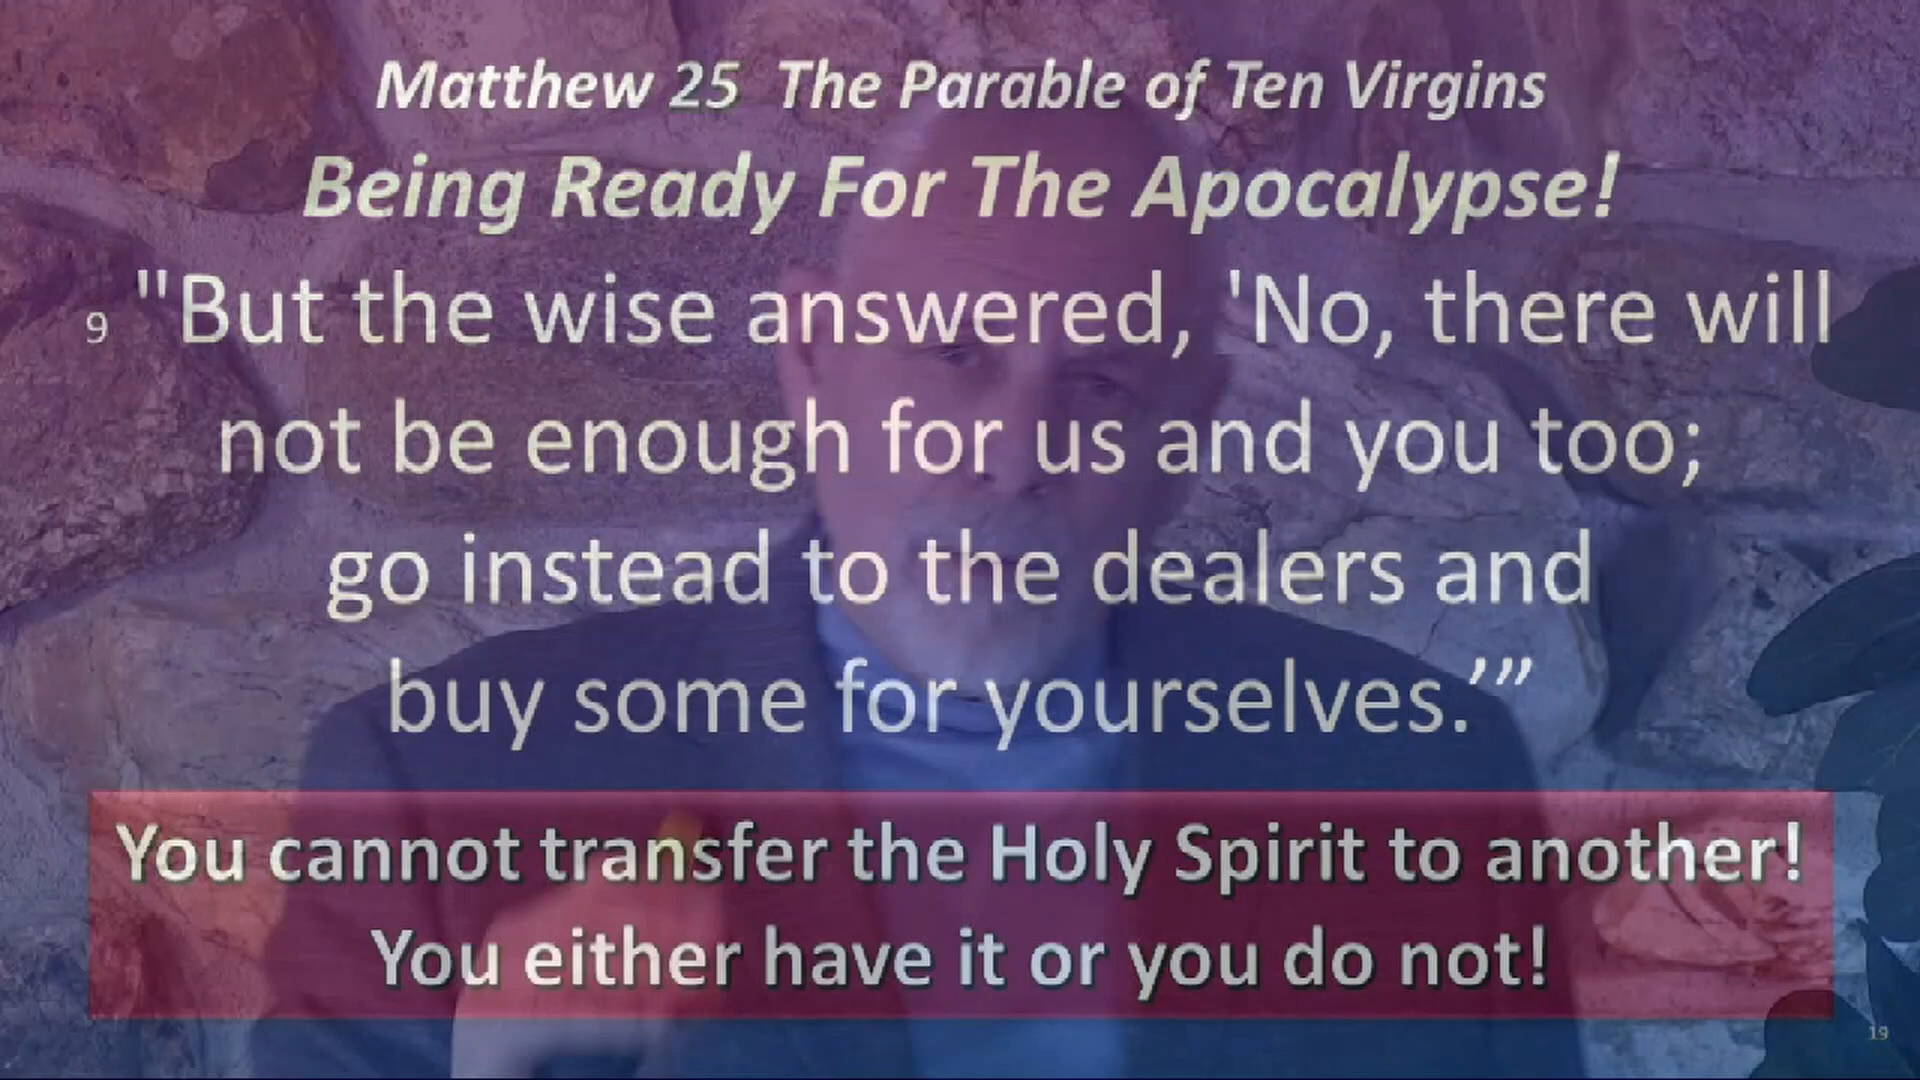 Matthew 25 The Parable of Ten Virgins
Being Ready For The Apocalypse!
9 "But the wise answered, 'No, there will
not be enough for us and you too;
go instead to the dealers and
buy some for yourselves.’”
You cannot transfer the Holy Spirit to another!
You either have it or you do not!
19